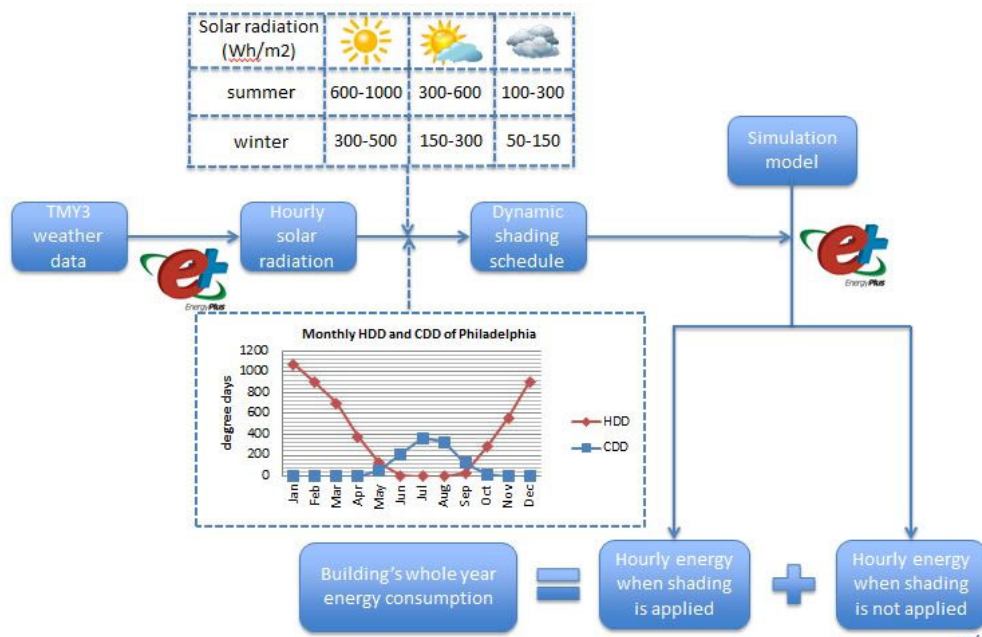 Solar radiation
(Wh/m2)
summer 600-1000 300-600 100-300
winter 300-500 150-300 50-150
Simulation
model
TMY3
weather
data
Hourly
solar
radiation
Dynamic
shading
schedule
e+
EnergyPlus
e+
EnergyPlus
Monthly HDD and CDD of Philadelphia
degree days
1200
1000
800
600
400
200
0
Jan Feb Mar Apr May Jun Jul Aug Sep Oct Nov Dec
HDD
CDD
Building's whole year
energy consumption
=
Hourly energy
when shading
is applied
+
Hourly energy
when shading
is not applied